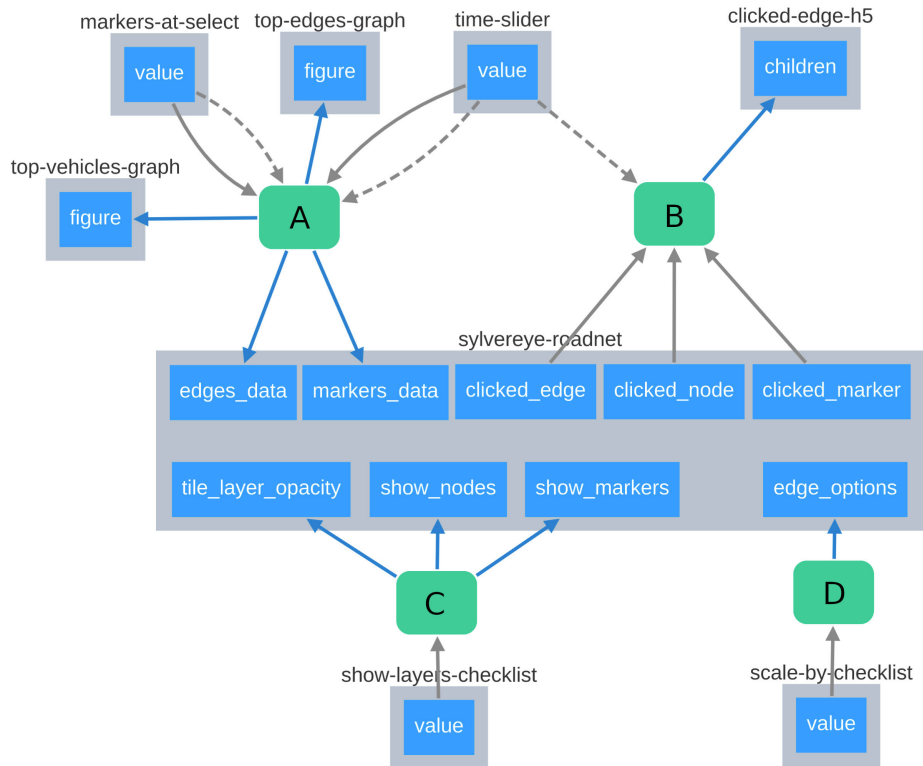 markers-at-select
top-edges-graph
time-slider
clicked-edge-h5
value
figure
value
children
top-vehicles-graph
figure
A
B
sylvereye-roadnet
edges_data
markers_data
clicked_edge
clicked_node
clicked_marker
tile_layer_opacity
show_nodes
show_markers
edge_options
C
D
show-layers-checklist
scale-by-checklist
value
value